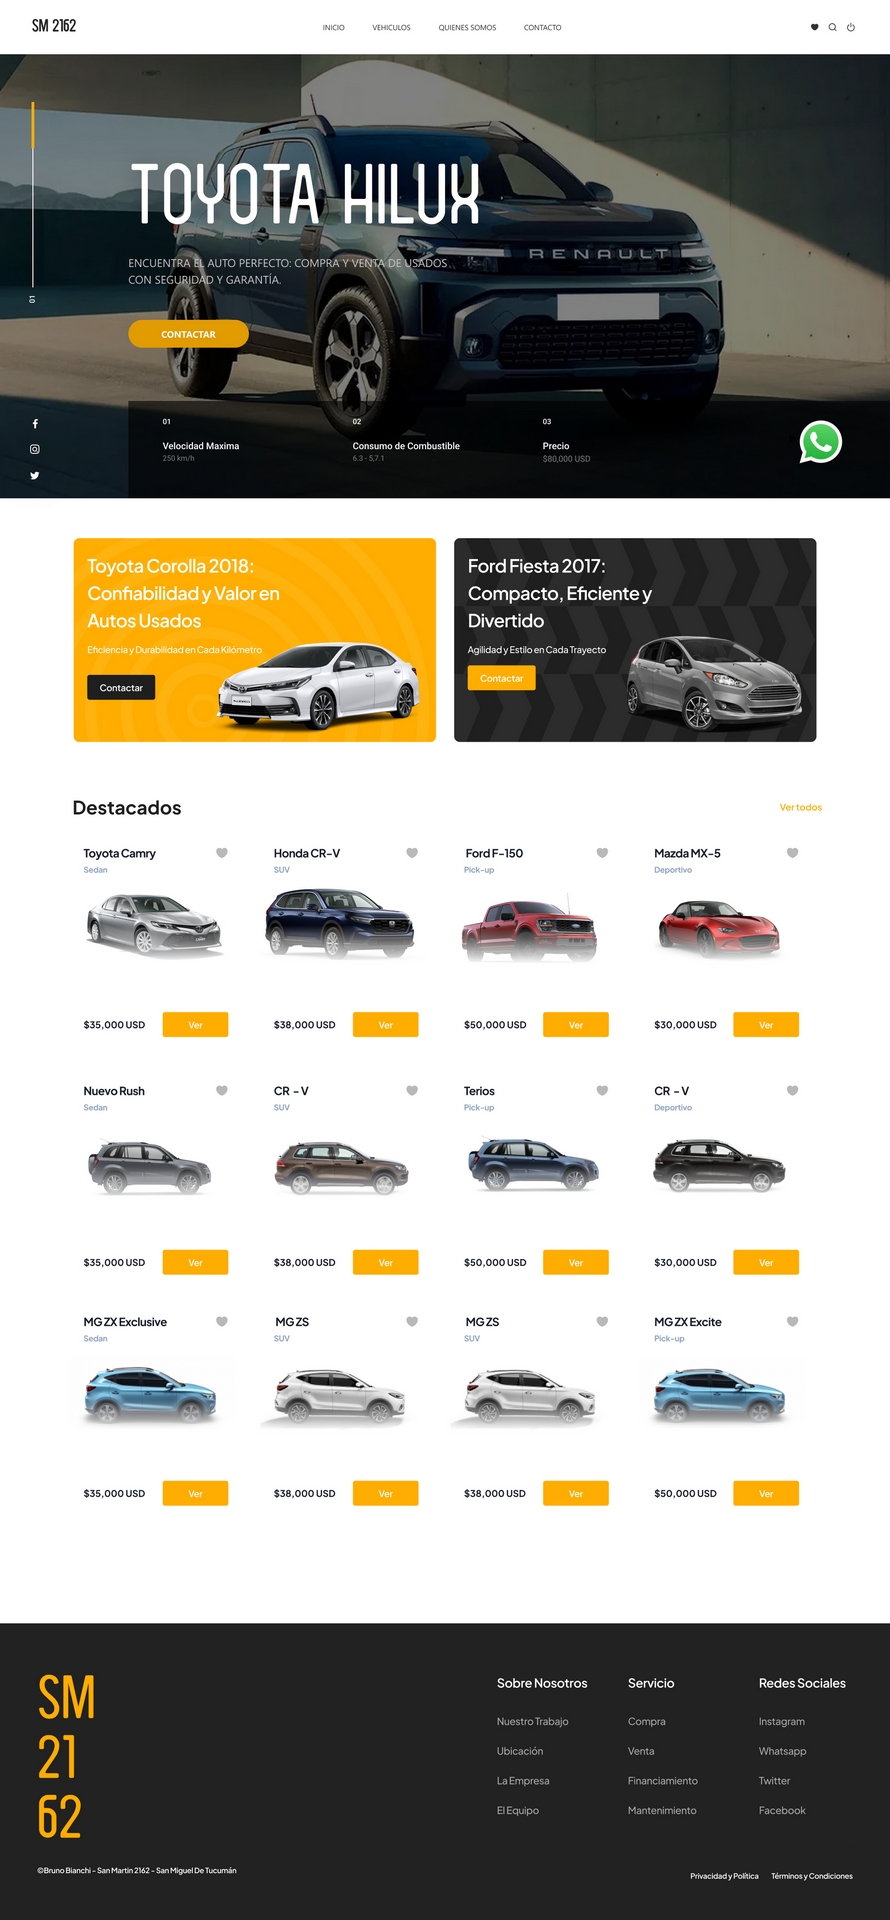 SM 2162
INICIO
VEHICULOS
QUIENES SOMOS
CONTACTO
TOYOTA HILUX
RENAULT
ENCUENTRA EL AUTO PERFECTO: COMPRA Y VENTA DE USADOS
CON SEGURIDAD Y GARANTÍA.
01
CONTACTAR
01
Velocidad Maxima
250 km/h
02
Consumo de Combustible
6.3 - 5,7.1
03
Precio
$80,000 USD
Toyota Corolla 2018:
Confiabilidad y Valor en
Autos Usados
Eficiencia y Durabilidad en Cada Kilómetro
Contactar
Ford Fiesta 2017:
Compacto, Eficiente y
Divertido
Agilidad y Estilo en Cada Trayecto
Contactar
Destacados
Ver todos
Toyota Camry
Sedan
$35,000 USD
Ver
Honda CR-V
SUV
$38,000 USD
Ver
Ford F-150
Pick-up
$50,000 USD
Ver
Mazda MX-5
Deportivo
$30,000 USD
Ver
Nuevo Rush
Sedan
$35,000 USD
Ver
CR - V
SUV
$38,000 USD
Ver
Terios
Pick-up
$50,000 USD
Ver
CR - V
Deportivo
$30,000 USD
Ver
MG ZX Exclusive
Sedan
$35,000 USD
Ver
MG ZS
SUV
$38,000 USD
Ver
MG ZS
SUV
$38,000 USD
Ver
MG ZX Excite
Pick-up
$50,000 USD
Ver
SM
21
62
Sobre Nosotros
Nuestro Trabajo
Ubicación
La Empresa
El Equipo
Servicio
Compra
Venta
Financiamiento
Mantenimiento
Redes Sociales
Instagram
Whatsapp
Twitter
Facebook
©Bruno Bianchi - San Martin 2162 - San Miguel De Tucumán
Privacidad y Política
Términos y Condiciones